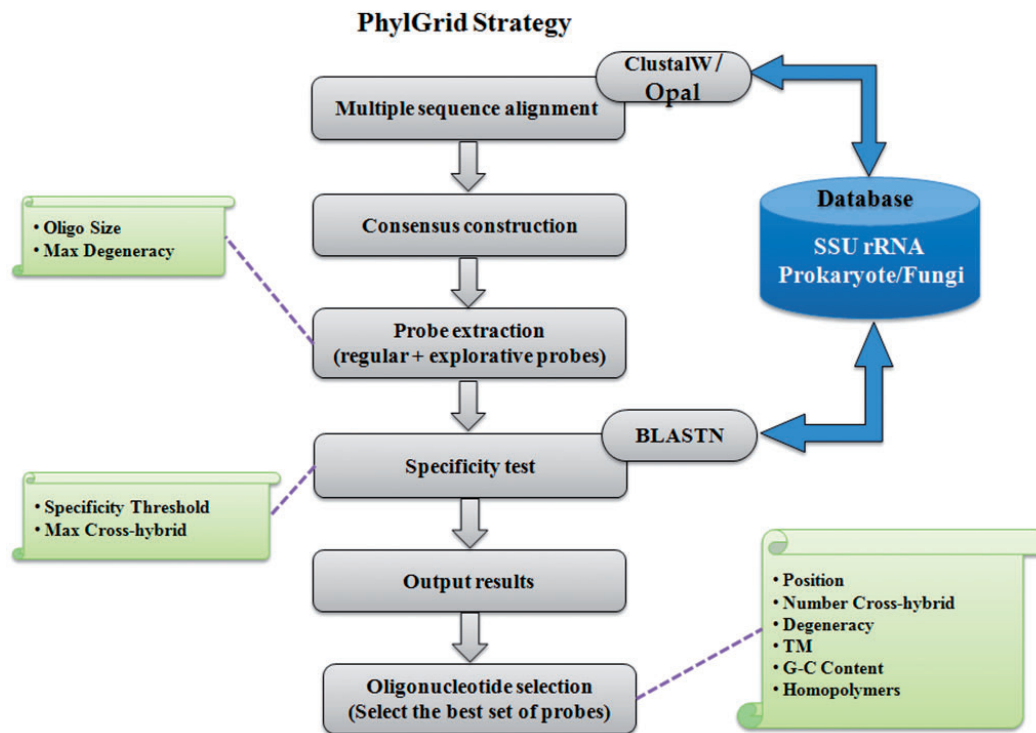 PhylGrid Strategy
ClustalW/
Opal
Multiple sequence alignment
Database
SSU rRNA
Prokaryote/Fungi
Consensus construction
• Oligo Size
• Max Degeneracy
Probe extraction
(regular + explorative probes)
BLASTN
Specificity test
• Specificity Threshold
• Max Cross-hybrid
Output results
• Position
• Number Cross-hybrid
• Degeneracy
• TM
• G-C Content
• Homopolymers
Oligonucleotide selection
(Select the best set of probes)